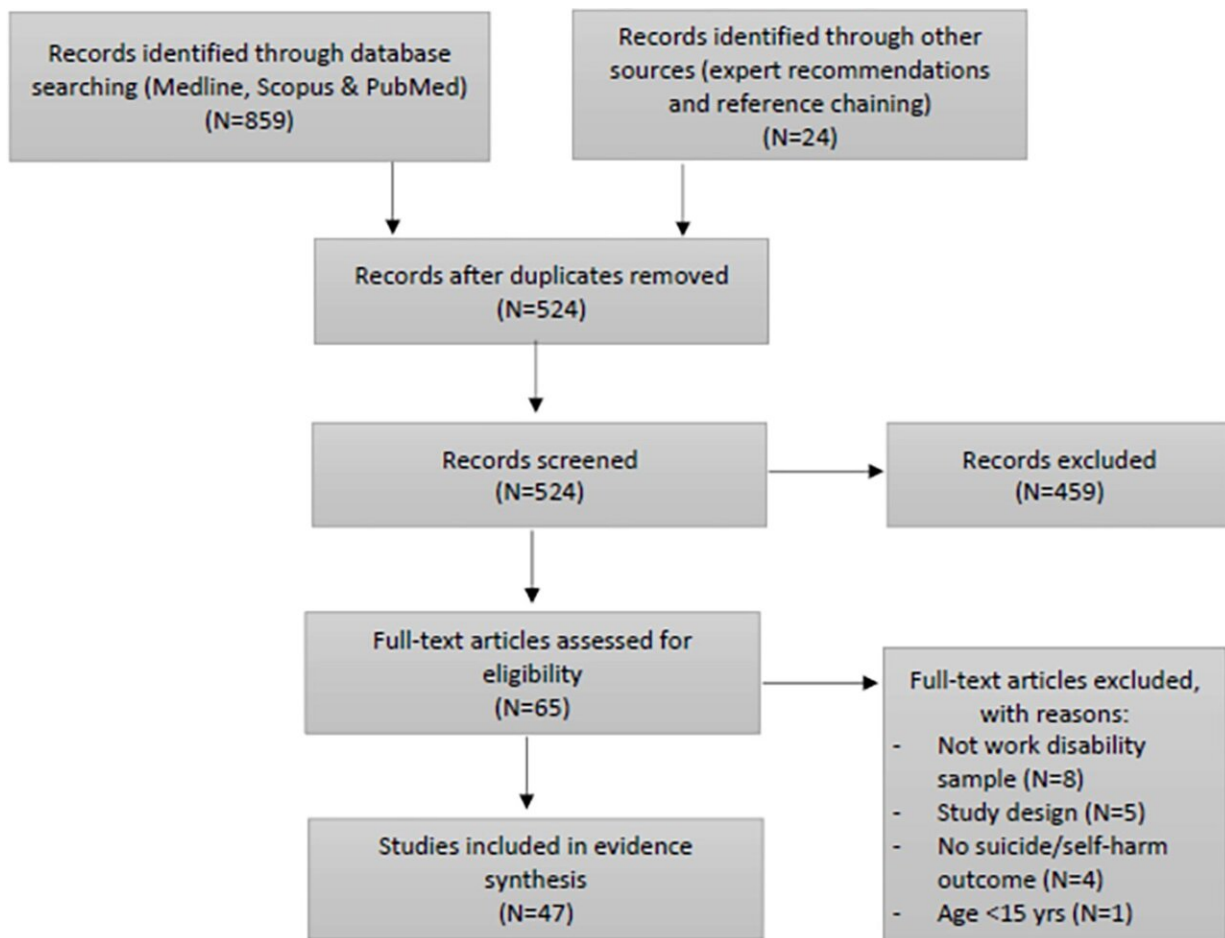 Records identified through database
searching (Medline, Scopus & PubMed)
(N=859)
Records identified through other
sources (expert recommendations
and reference chaining)
(N=24)
Records after duplicates removed
(N=524)
Records screened
(N=524)
Records excluded
(N=459)
Full-text articles assessed for
eligibility
(N=65)
Full-text articles excluded,
with reasons:
- Not work disability
sample (N=8)
- Study design (N=5)
- No suicide/self-harm
outcome (N=4)
- Age <15 yrs (N=1)
Studies included in evidence
synthesis
(N=47)